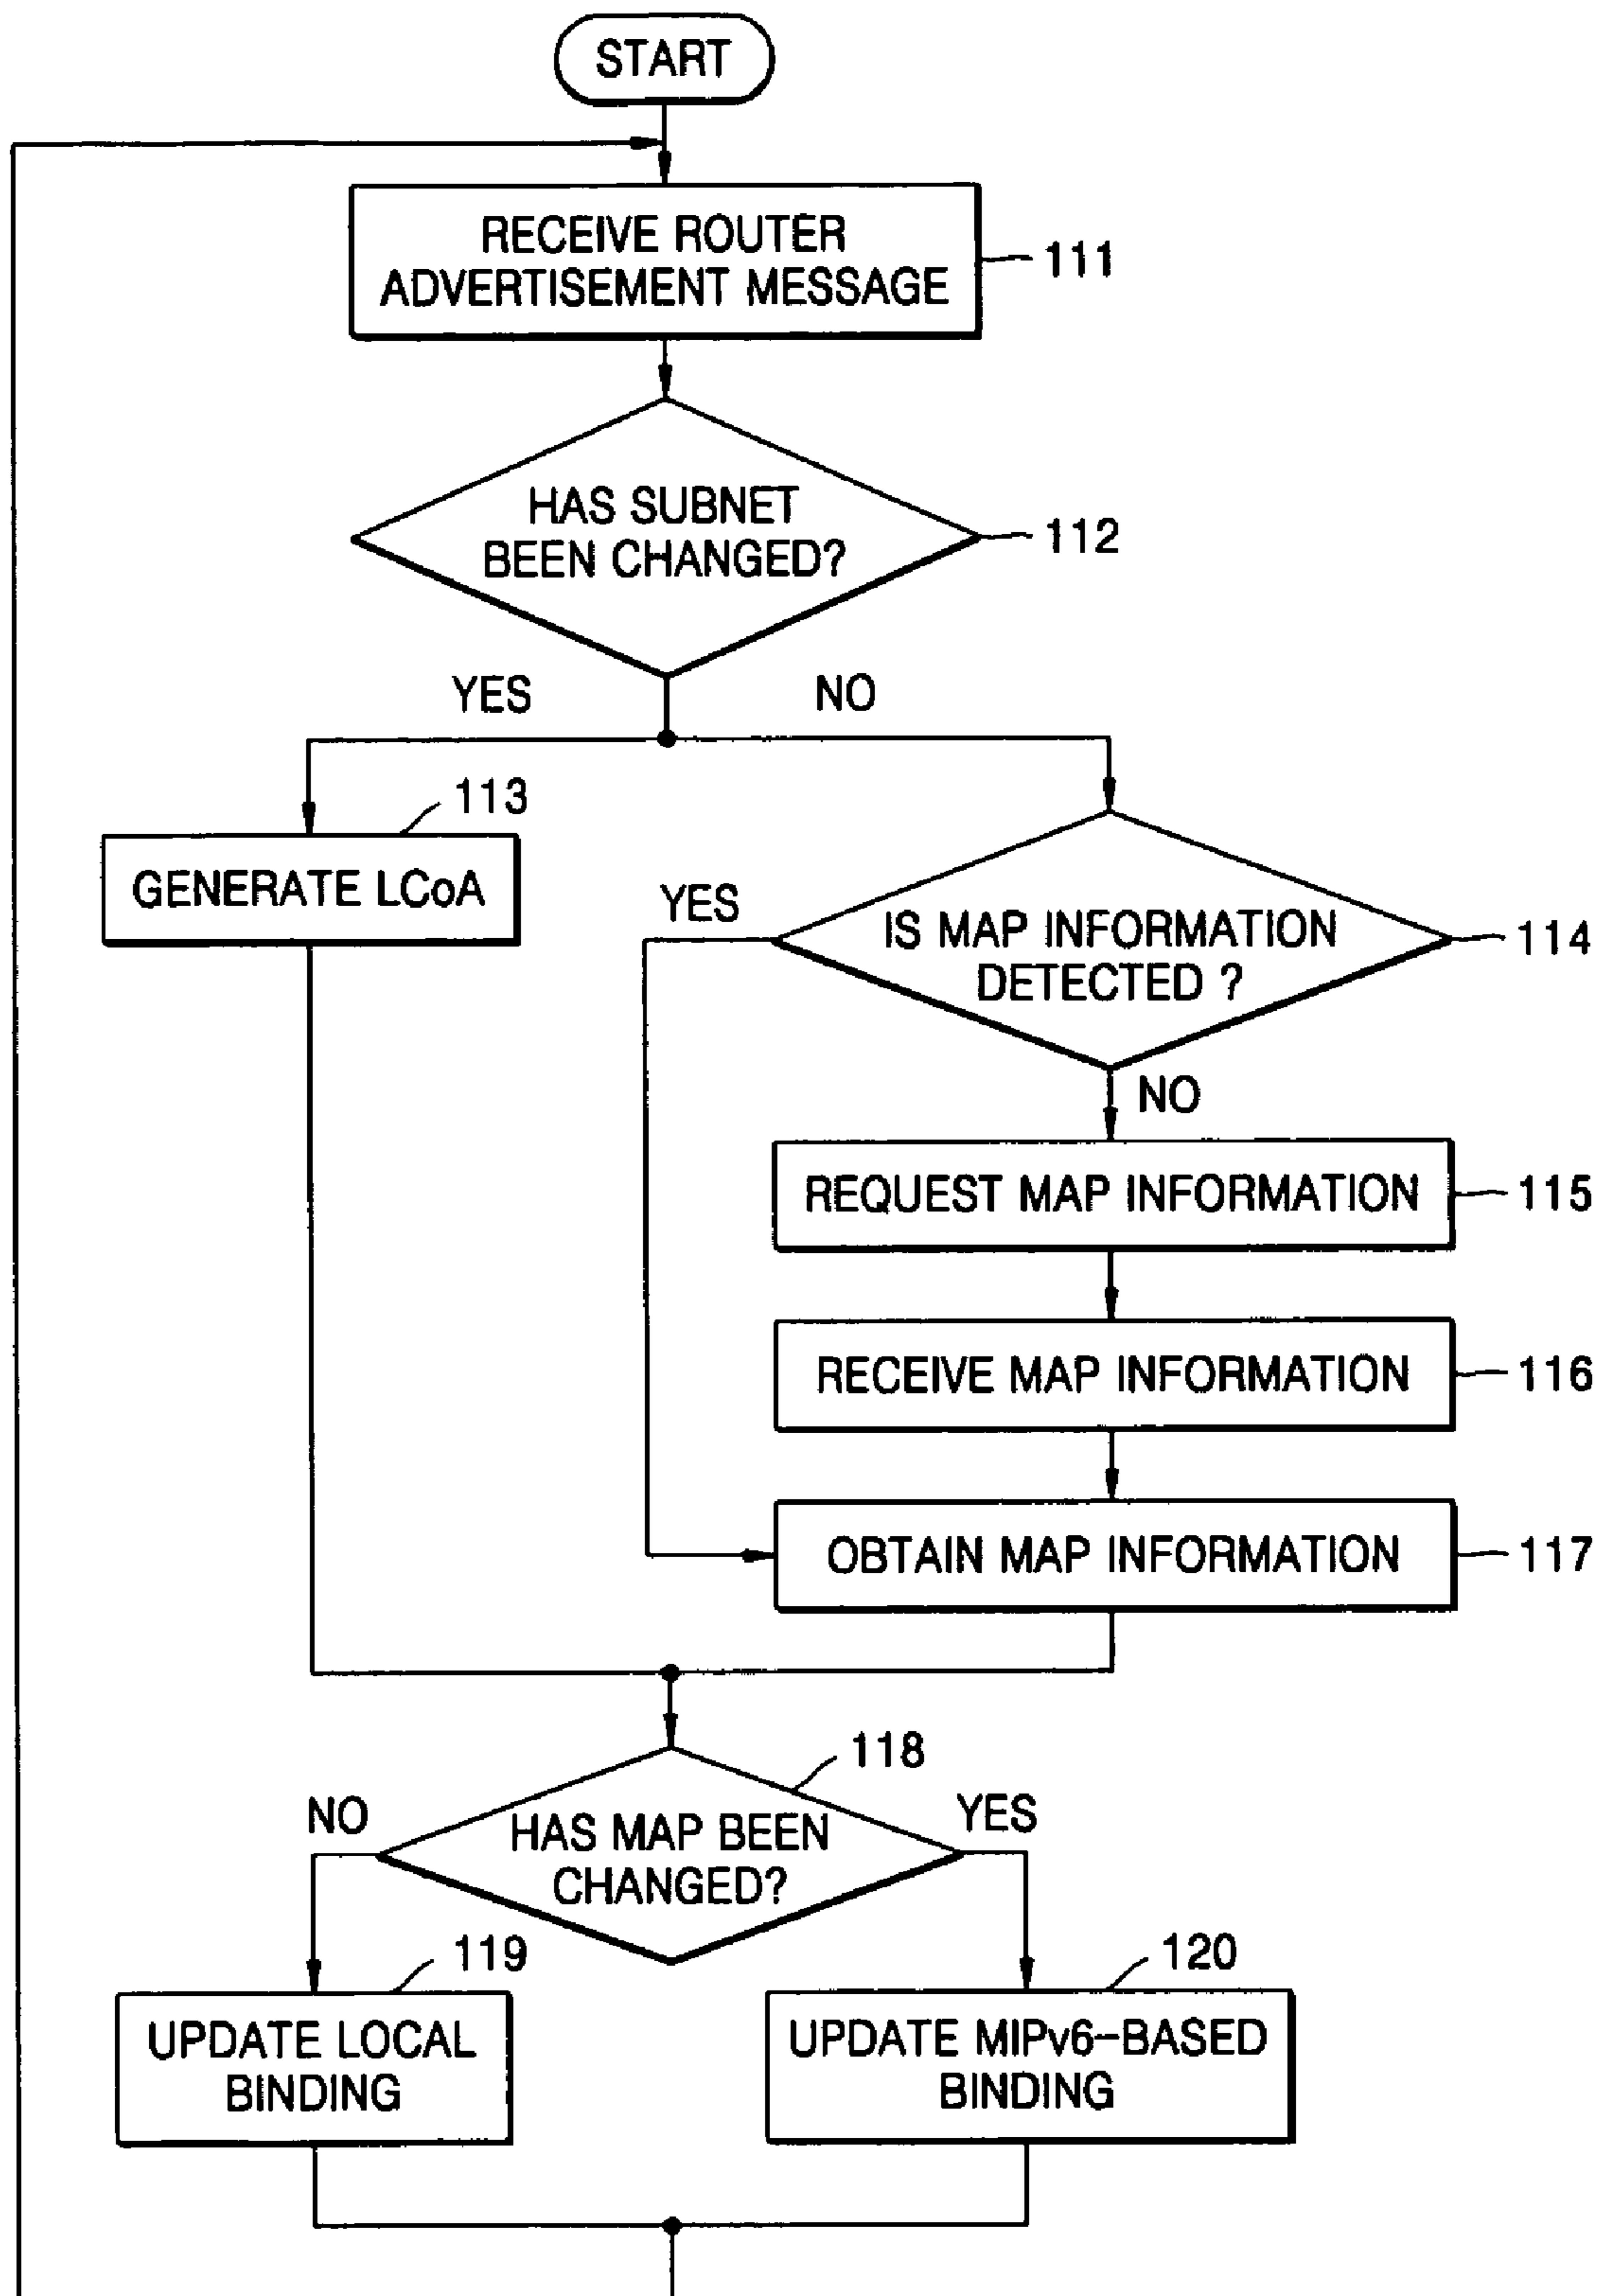 START
RECEIVE ROUTER
ADVERTISEMENT MESSAGE
111
HAS SUBNET
BEEN CHANGED?
112
YES
NO
113
GENERATE LCoA
YES
IS MAP INFORMATION
DETECTED ?
114
NO
REQUEST MAP INFORMATION
115
RECEIVE MAP INFORMATION
116
OBTAIN MAP INFORMATION
117
118
NO
HAS MAP BEEN
CHANGED?
YES
119
UPDATE LOCAL
BINDING
120
UPDATE MIPv6-BASED
BINDING